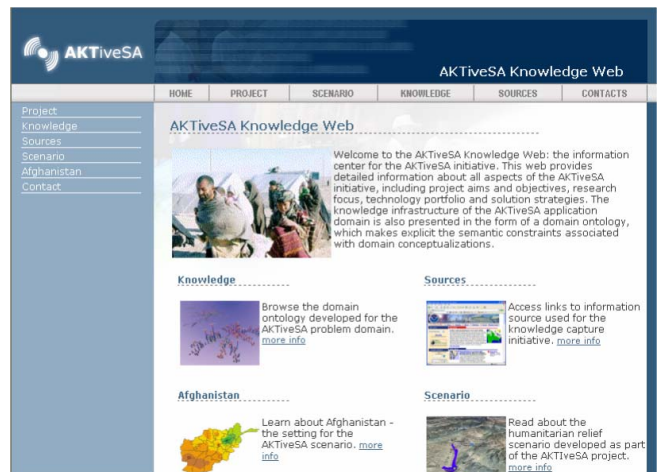 AKTiveSA
AKTiveSA Knowledge Web
HOME PROJECT SCENARIO KNOWLEDGE SOURCES CONTACTS
Project
Knowledge
Sources
Scenario
Afghanistan
Contact
AKTiveSA Knowledge Web
Welcome to the AKTiveSA Knowledge Web: the information
center for the AKTiveSA initiative. This web provides
detailed information about all aspects of the AKTiveSA
initiative, including project aims and objectives, research
focus, technology portfolio and solution strategies. The
knowledge infrastructure of the AKTiveSA application
domain is also presented in the form of a domain ontology,
which makes explicit the semantic constraints associated
with domain conceptualizations.
Knowledge
Browse the domain
ontology developed for the
AKTiveSA problem domain.
more info
Sources
Access links to information
source used for the
knowledge capture
initiative. more info
Afghanistan
Learn about Afghanistan -
the setting for the
AKTiveSA scenario. more
info
Scenario
Read about the
humanitarian relief
scenario developed as part
of the AKTIveSA project.
more info